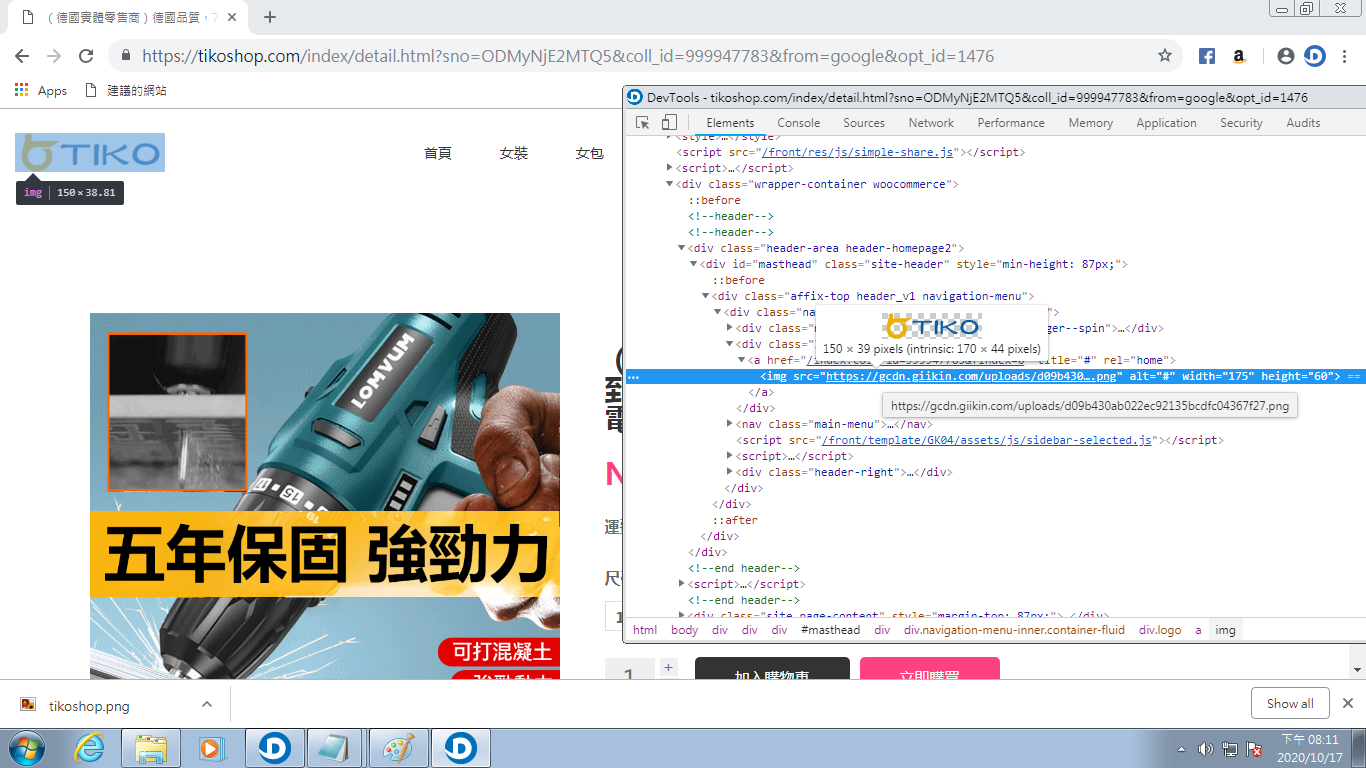 （德國實體零售商）德國品質，7
https://tikoshop.com/index/detail.html?sno=ODMyNjE2MTQ5&coll_id=999947783&from=google&opt_id=1476
Apps 建議的網站
TIKO
首頁 女裝 女包
img 150 × 38.81
LOMVUM
15
五年保固 強勁力
可打混凝土
DevTools - tikoshop.com/index/detail.html?sno=ODMyNjE2MTQ5&coll_id=999947783&from=google&opt_id=1476
Elements Console Sources Network Performance Memory Application Security Audits
<style>…</style>
<script src="/front/res/js/simple-share.js"></script>
<script>…</script>
<div class="wrapper-container woocommerce">
::before
<!--header-->
<!--header-->
<div class="header-area header-homepage2">
<div id="masthead" class="site-header" style="min-height: 87px;">
::before
<div class="affix-top header_v1 navigation-menu">
<div class="na
TIKO
<div class= ger--spin">…</div>
150 × 39 pixels (intrinsic: 170 × 44 pixels)
<div class=
<a href= title="#" rel="home">
<img src="https://gcdn.giikin.com/uploads/d09b430….png" alt="#" width="175" height="60"> ==
</a>
https://gcdn.giikin.com/uploads/d09b430ab022ec92135bcdfc04367f27.png
</div>
<nav class="main-menu">…</nav>
<script src="/front/template/GK04/assets/js/sidebar-selected.js"></script>
<script>…</script>
<div class="header-right">…</div>
</div>
</div>
::after
</div>
</div>
<!--end header-->
<script>…</script>
<!--end header-->
<div class="site page-content" style="margin-top: 87px;">…</div>
html body div div div #masthead div div.navigation-menu-inner.container-fluid div.logo a img
1 + 加入購物車 立即購買
tikoshop.png Show all
下午 08:11
2020/10/17